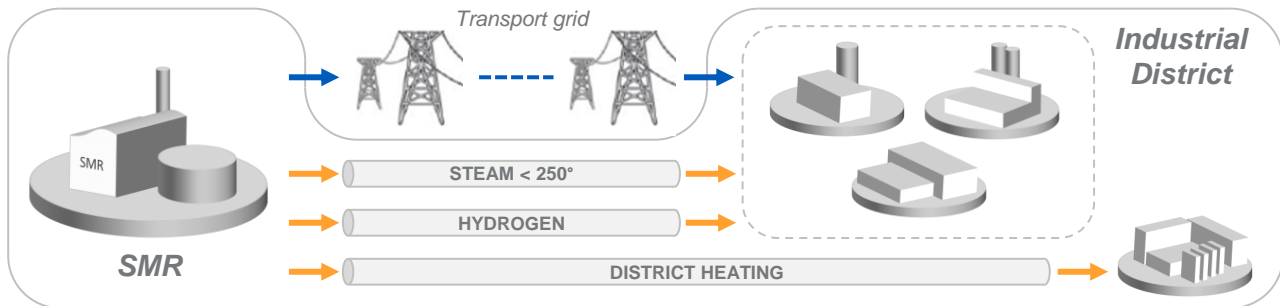 Transport grid
Industrial
District
SMR
STEAM < 250°
HYDROGEN
SMR
DISTRICT HEATING